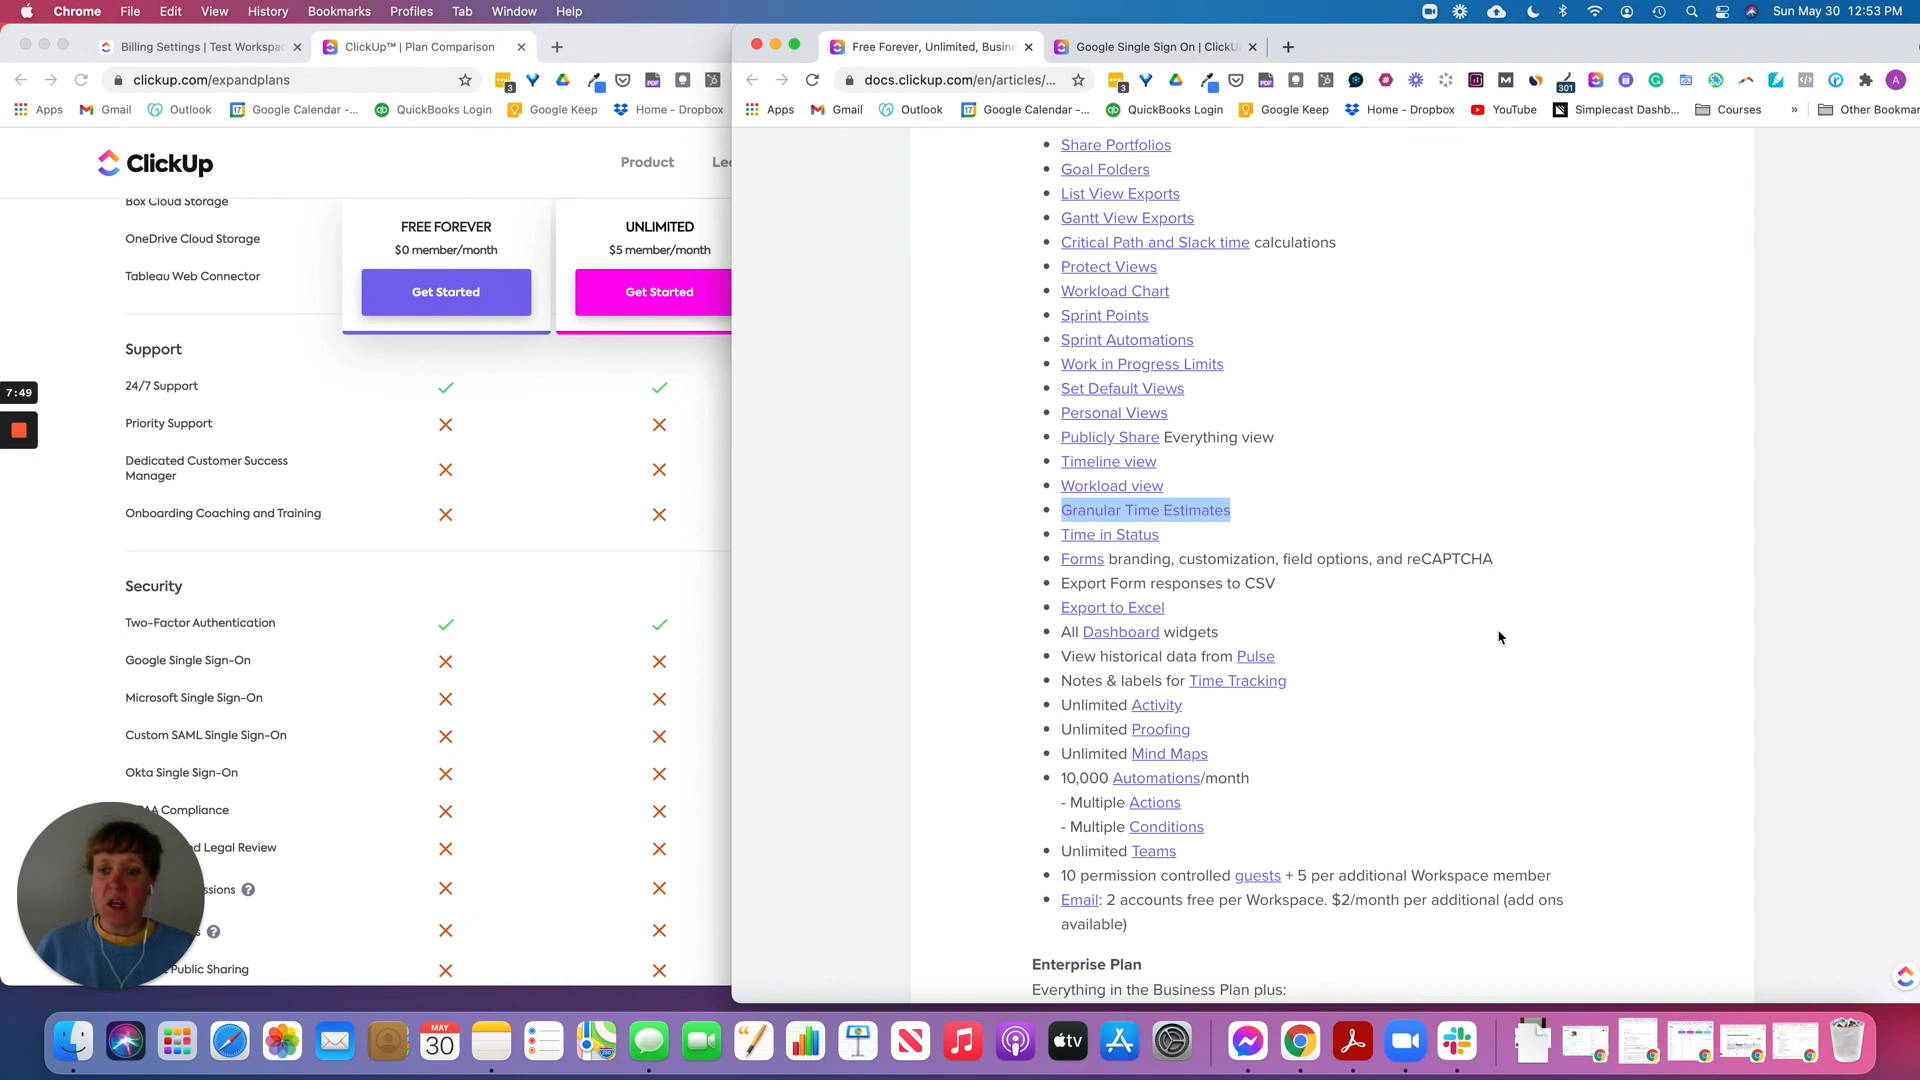 Chrome File Edit View History Bookmarks Profiles Tab Window Help
Sun May 30 12:53 PM
Billing Settings | Test Workspac
ClickUp™ | Plan Comparison
Free Forever, Unlimited, Busine
Google Single Sign On | ClickU
clickup.com/expandplans
docs.clickup.com/en/articles/...
3
3
301
A
Apps Gmail Outlook Google Calendar -... QuickBooks Login Google Keep Home - Dropbox
Apps Gmail Outlook Google Calendar -... QuickBooks Login Google Keep Home - Dropbox YouTube Simplecast Dashb... Courses » Other Bookmar
ClickUp
Product
Lea
Box Cloud Storage
OneDrive Cloud Storage
Tableau Web Connector
FREE FOREVER
$0 member/month
Get Started
UNLIMITED
$5 member/month
Get Started
Support
24/7 Support
Priority Support
Dedicated Customer Success
Manager
Onboarding Coaching and Training
Security
Two-Factor Authentication
Google Single Sign-On
Microsoft Single Sign-On
Custom SAML Single Sign-On
Okta Single Sign-On
Compliance
Legal Review
ssions ?
?
Public Sharing
7:49
Share Portfolios
Goal Folders
List View Exports
Gantt View Exports
Critical Path and Slack time calculations
Protect Views
Workload Chart
Sprint Points
Sprint Automations
Work in Progress Limits
Set Default Views
Personal Views
Publicly Share Everything view
Timeline view
Workload view
Granular Time Estimates
Time in Status
Forms branding, customization, field options, and reCAPTCHA
Export Form responses to CSV
Export to Excel
All Dashboard widgets
View historical data from Pulse
Notes & labels for Time Tracking
Unlimited Activity
Unlimited Proofing
Unlimited Mind Maps
10,000 Automations/month
- Multiple Actions
- Multiple Conditions
Unlimited Teams
10 permission controlled guests + 5 per additional Workspace member
Email: 2 accounts free per Workspace. $2/month per additional (add ons
available)
Enterprise Plan
Everything in the Business Plan plus:
MAY
30
tv